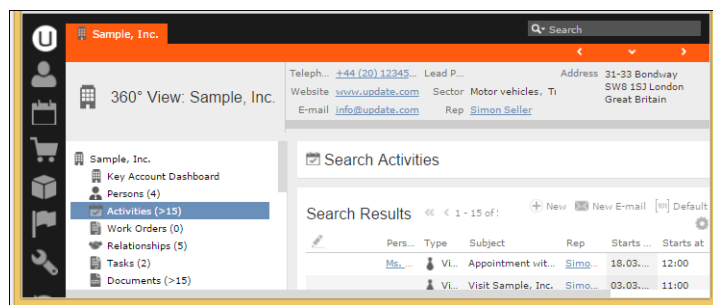 Sample, Inc.
Search
360° View: Sample, Inc.
Teleph... +44 (20) 12345... Lead P...
Address 31-33 Bondway
SW8 1SJ London
Great Britain
Website www.update.com Sector Motor vehicles, Tr
E-mail info@update.com Rep Simon Seller
Sample, Inc.
Key Account Dashboard
Persons (4)
Activities (>15)
Work Orders (0)
Relationships (5)
Tasks (2)
Documents (>15)
Search Activities
Search Results « < 1 - 15 of
New New E-mail Default
Pers... Type Subject Rep Starts ... Starts at
Ms. ... Vi... Appointment wit... Simo... 18.03.... 12:00
Vi... Visit Sample, Inc. Simo... 03.03.... 11:00